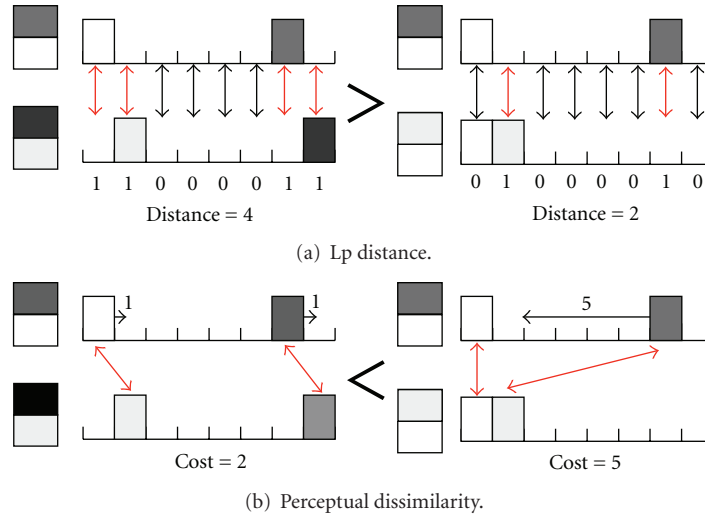 >
1 1 0 0 0 0 1 1
0 1 0 0 0 0 1 0
Distance = 4
Distance = 2
(a) Lp distance.
1 1
5
<
Cost = 2
Cost = 5
(b) Perceptual dissimilarity.